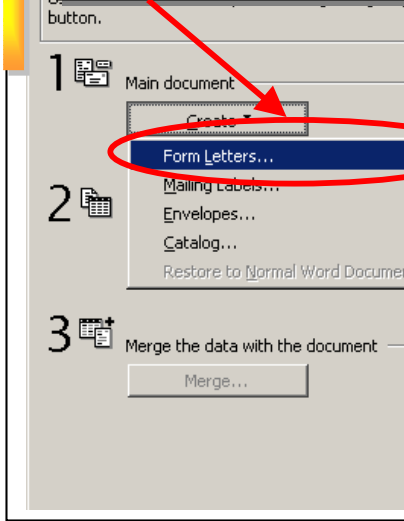 button.
1
Main document
Create
Form Letters...
Mailing Labels...
2
Envelopes...
Catalog...
Restore to Normal Word
3
Merge the data with the document
Merge...